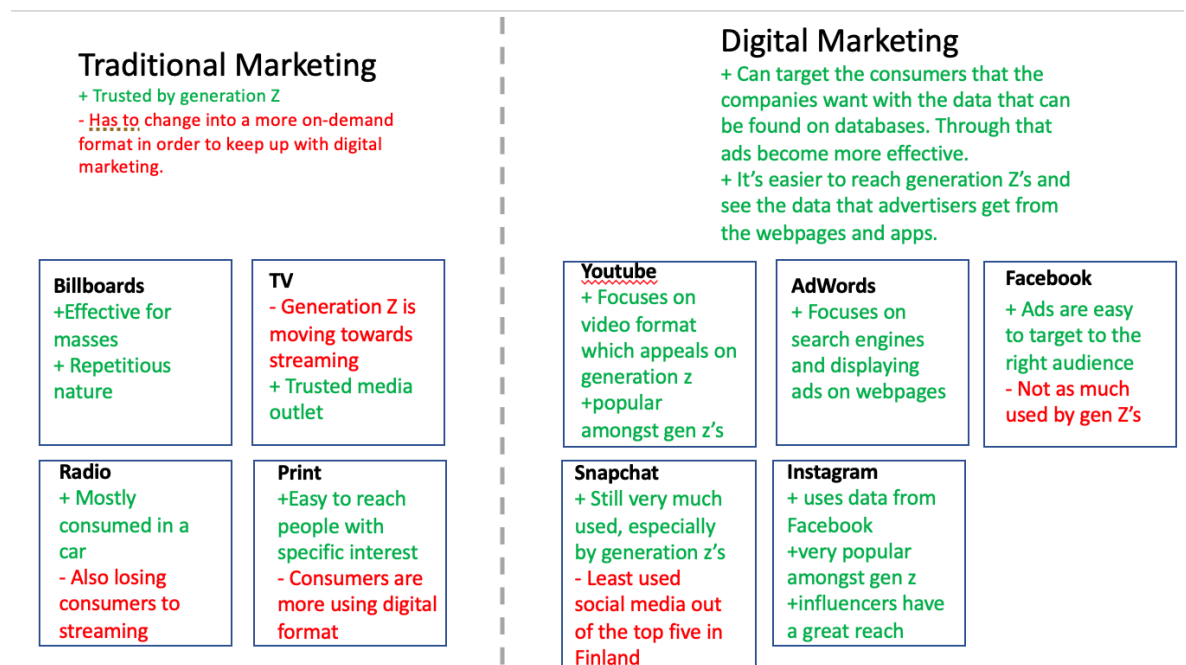 Traditional Marketing
+ Trusted by generation Z
- Has to change into a more on-demand
format in order to keep up with digital
marketing.
Billboards
+Effective for
masses
+ Repetitious
nature
TV
- Generation Z is
moving towards
streaming
+ Trusted media
outlet
Radio
+ Mostly
consumed in a
car
- Also losing
consumers to
streaming
Print
+Easy to reach
people with
specific interest
- Consumers are
more using digital
format
Digital Marketing
+ Can target the consumers that the
companies want with the data that can
be found on databases. Through that
ads become more effective.
+ It’s easier to reach generation Z’s and
see the data that advertisers get from
the webpages and apps.
Youtube
+ Focuses on
video format
which appeals on
generation z
+popular
amongst gen z’s
AdWords
+ Focuses on
search engines
and displaying
ads on webpages
Facebook
+ Ads are easy
to target to the
right audience
- Not as much
used by gen Z’s
Snapchat
+ Still very much
used, especially
by generation z’s
- Least used
social media out
of the top five in
Finland
Instagram
+ uses data from
Facebook
+very popular
amongst gen z
+influencers have
a great reach